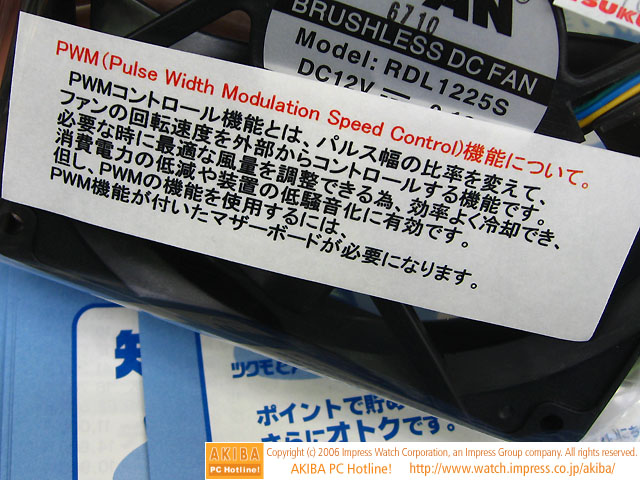 6710
BRUSHLESS DC FAN
Model: RDL1225S
DC12V
PWM(Pulse Width Modulation Speed Control)機能について。
PWMコントロール機能とは、パルス幅の比率を変えて、
ファンの回転速度を外部からコントロールする機能です。
必要な時に最適な風量を調整できる為、効率よく冷却でき、
消費電力の低減や装置の低騒音化に有効です。
但し、PWMの機能を使用するには、
PWM機能が付いたマザーボードが必要になります。
ポイントで貯め
さらにオトクです。
AKIBA
PC Hotline!
Copyright (c) 2006 Impress Watch Corporation, an Impress Group company. All rights reserved.
AKIBA PC Hotline! http://www.watch.impress.co.jp/akiba/